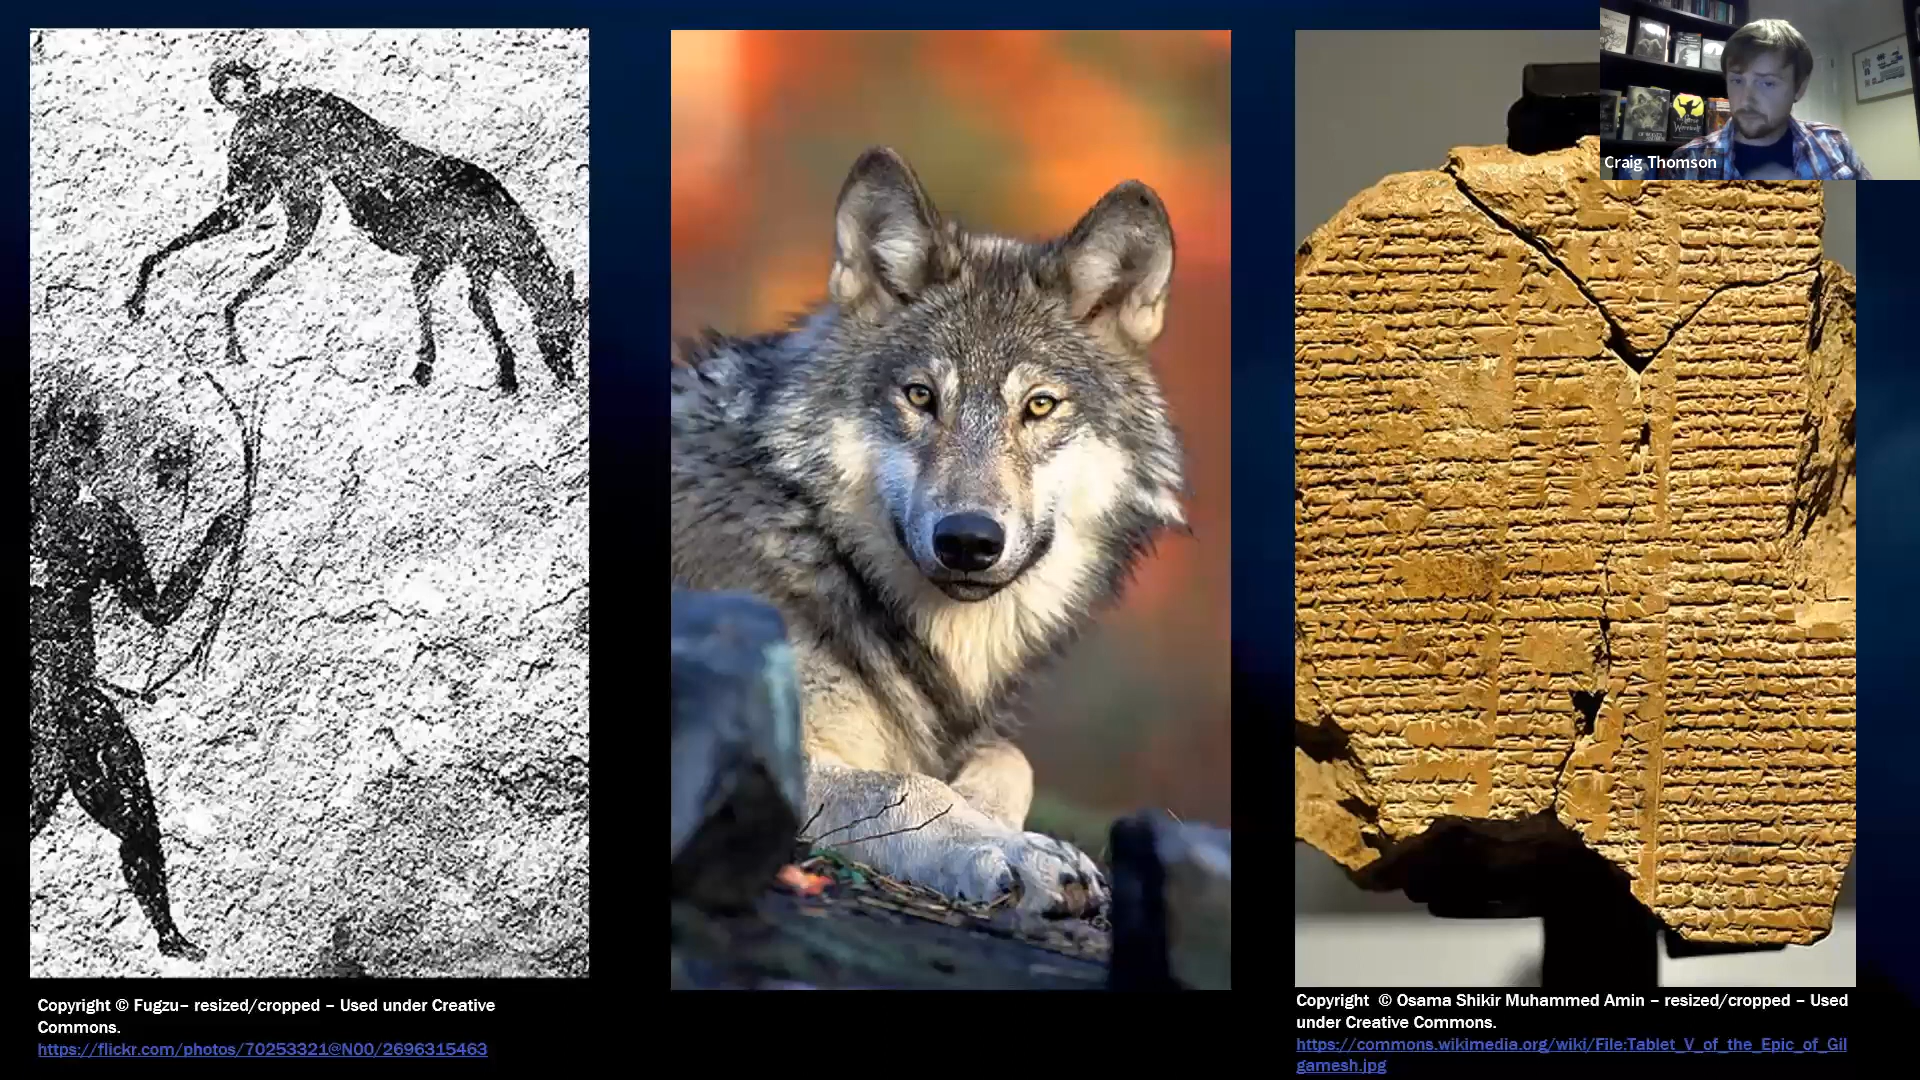 Craig Thomson
Copyright © Fugzu– resized/cropped – Used under Creative
Commons.
https://flickr.com/photos/70253321@N00/2696315463
Copyright © Osama Shikir Muhammed Amin – resized/cropped – Used
under Creative Commons.
https://commons.wikimedia.org/wiki/File:Tablet_V_of_the_Epic_of_Gil
gamesh.jpg